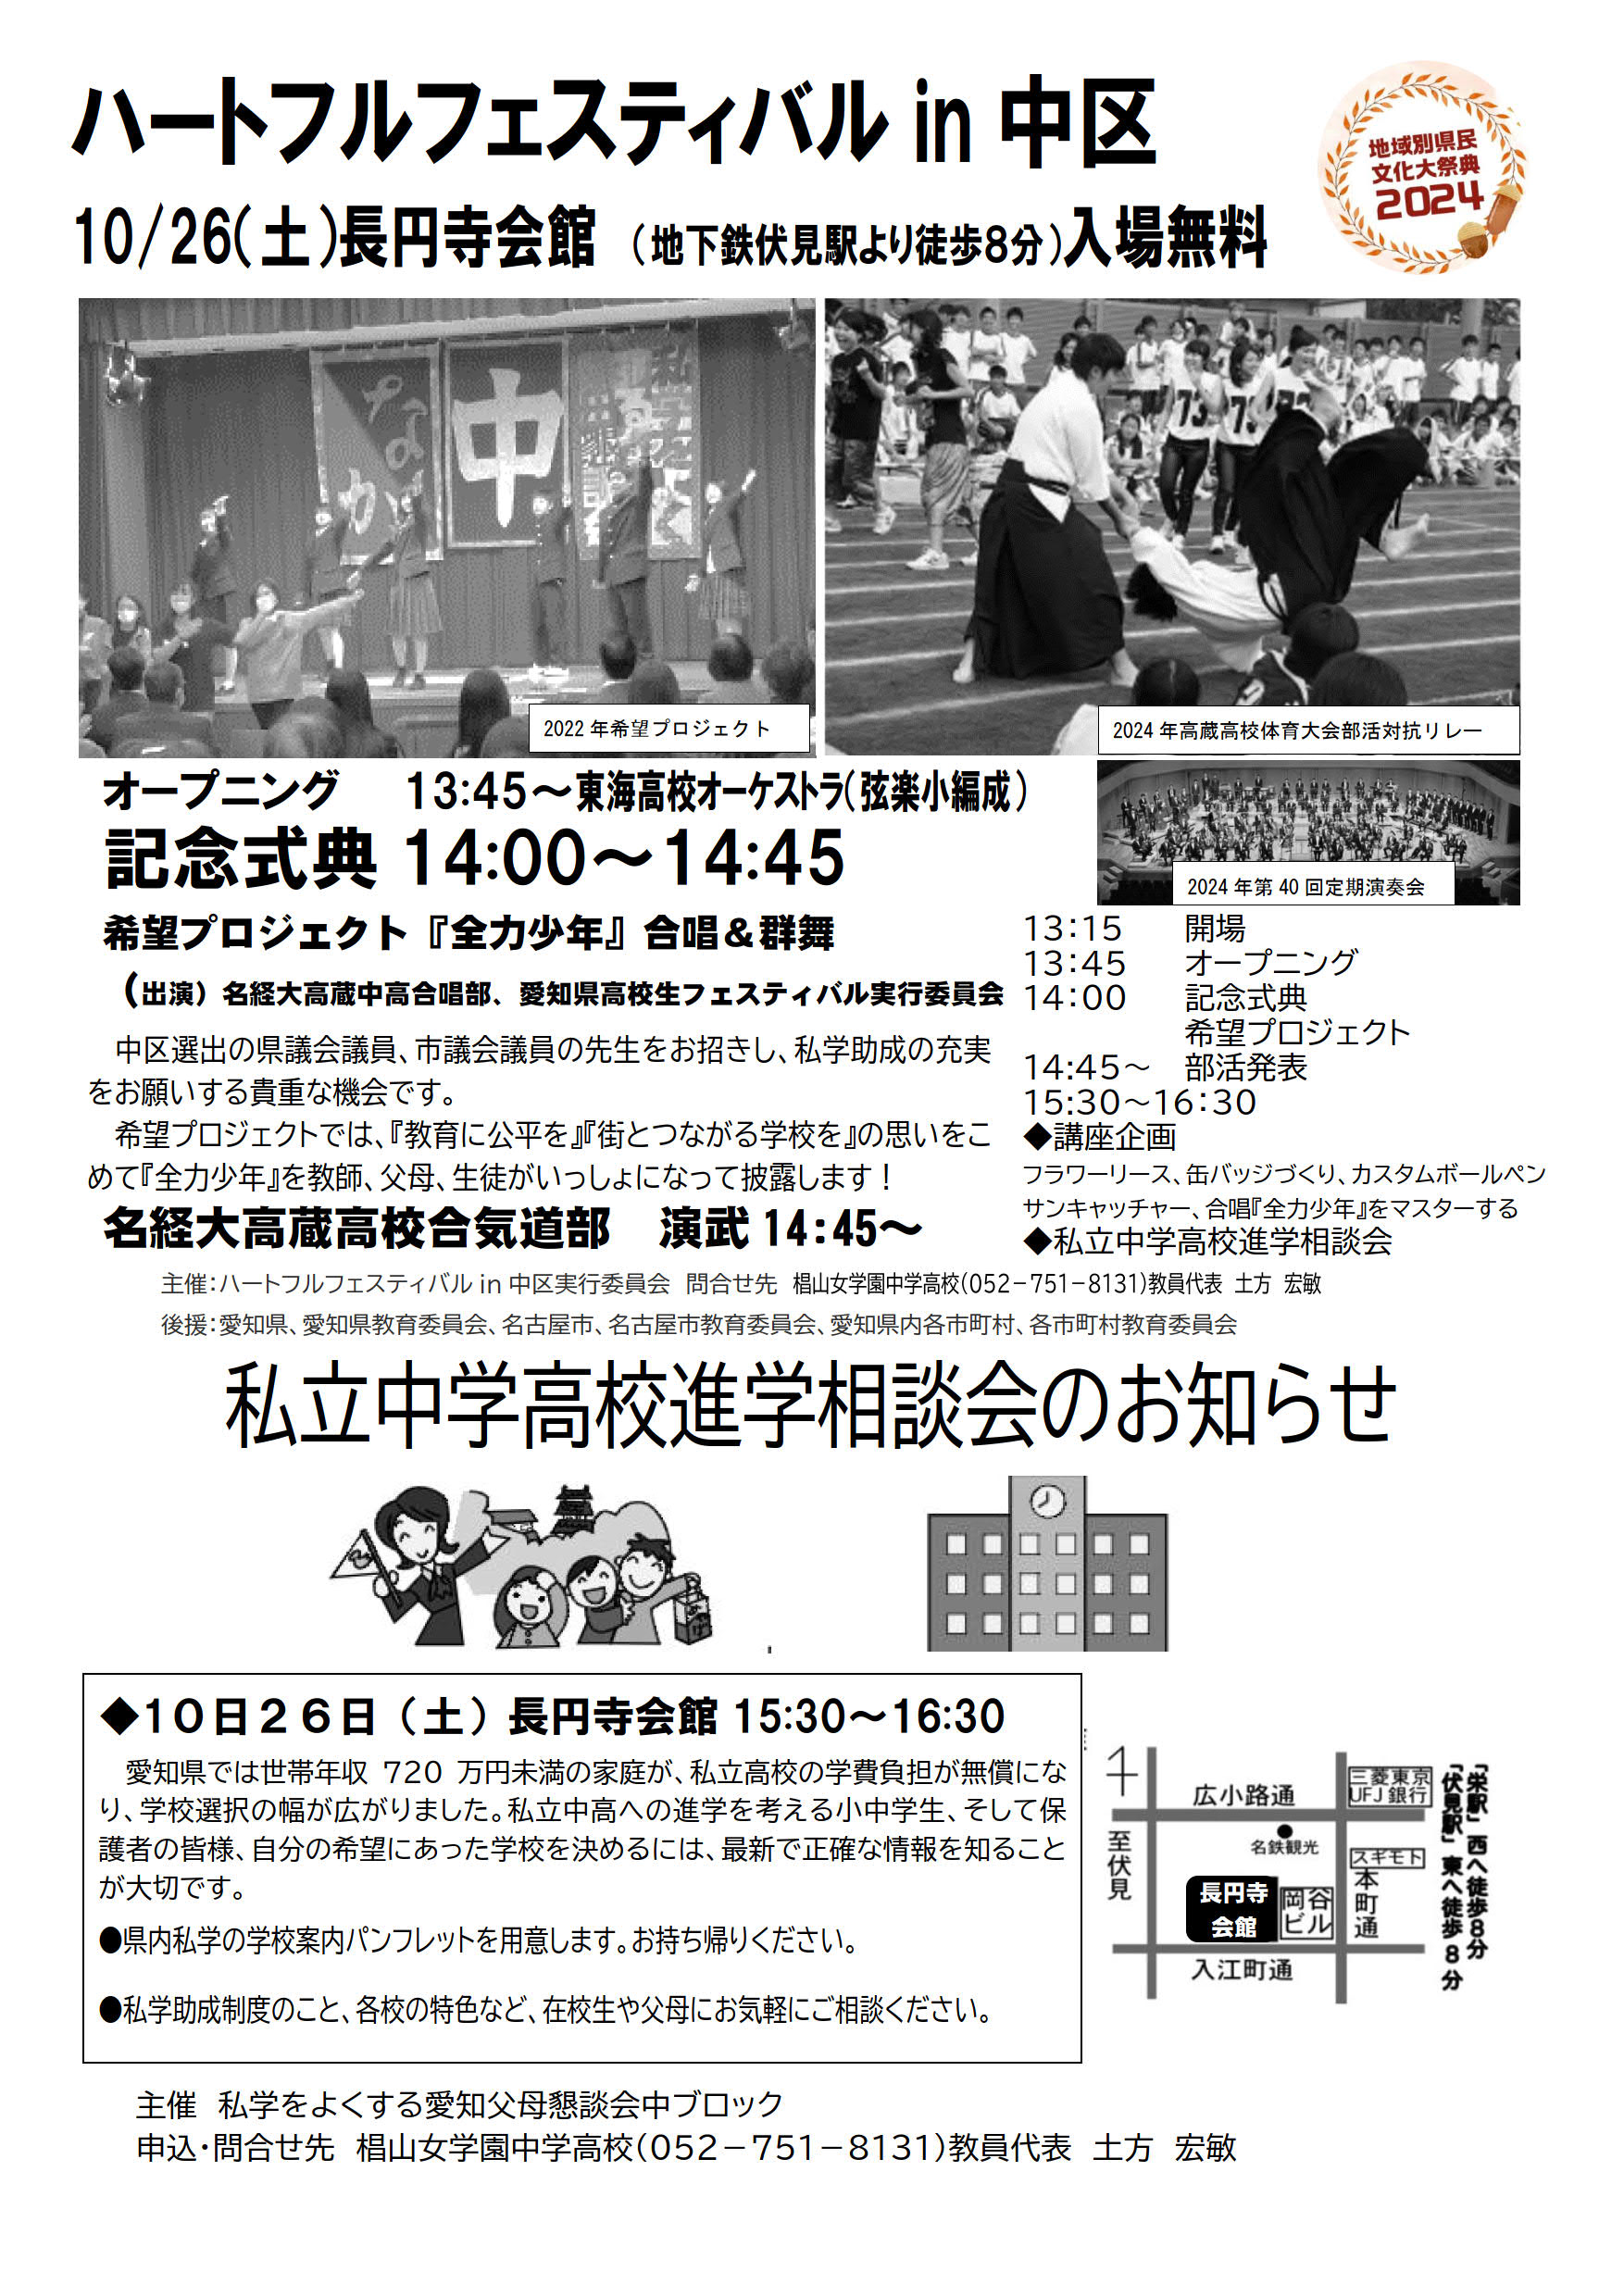 ハートフルフェスティバル in 中区
地域別県民
文化大祭典
2024
10/26(土)長円寺会館 （地下鉄伏見駅より徒歩8分）入場無料
なか
中
2022 年希望プロジェクト
73
2024 年高蔵高校体育大会部活対抗リレー
オープニング 13:45～東海高校オーケストラ(弦楽小編成)
記念式典 14:00～14:45
2024 年第 40 回定期演奏会
希望プロジェクト『全力少年』合唱＆群舞
（出演）名経大高蔵中高合唱部、愛知県高校生フェスティバル実行委員会
中区選出の県議会議員、市議会議員の先生をお招きし、私学助成の充実
をお願いする貴重な機会です。
希望プロジェクトでは、『教育に公平を』『街とつながる学校を』の思いをこ
めて『全力少年』を教師、父母、生徒がいっしょになって披露します！
名経大高蔵高校合気道部 演武 14:45～
13：15 開場
13：45 オープニング
14：00 記念式典
希望プロジェクト
14:45～ 部活発表
15:30～16：30
◆講座企画
フラワーリース、缶バッジづくり、カスタムボールペン
サンキャッチャー、合唱『全力少年』をマスターする
◆私立中学高校進学相談会
主催：ハートフルフェスティバル in 中区実行委員会 問合せ先 椙山女学園中学高校(052－751－8131)教員代表 土方 宏敏
後援：愛知県、愛知県教育委員会、名古屋市、名古屋市教育委員会、愛知県内各市町村、各市町村教育委員会
私立中学高校進学相談会のお知らせ
◆10日２６日（土）長円寺会館 15:30～16:30
愛知県では世帯年収 720 万円未満の家庭が、私立高校の学費負担が無償にな
り、学校選択の幅が広がりました。私立中高への進学を考える小中学生、そして保
護者の皆様、自分の希望にあった学校を決めるには、最新で正確な情報を知ること
が大切です。
●県内私学の学校案内パンフレットを用意します。お持ち帰りください。
●私学助成制度のこと、各校の特色など、在校生や父母にお気軽にご相談ください。
広小路通
三菱東京
UFJ 銀行
至伏見
名鉄観光
スギモト
本町通
長円寺
会館
岡谷
ビル
入江町通
「栄駅」西へ徒歩8分
「伏見駅」東へ徒歩 8 分
主催 私学をよくする愛知父母懇談会中ブロック
申込・問合せ先 椙山女学園中学高校(052－751－8131)教員代表 土方 宏敏